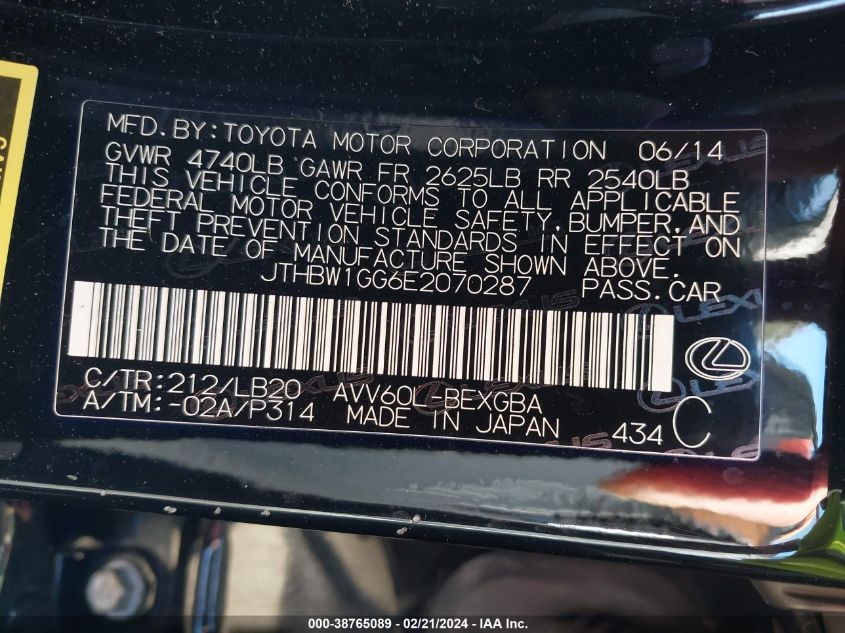 MFD.BY:TOYOTA MOTOR CORPORATION 06/14
GVWR 4740LB GAWR FR 2625LB RR 2540LB
THIS VEHICLE CONFORMS TO ALL APPLICABLE
FEDERAL MOTOR VEHICLE SAFETY,BUMPER,AND
THEFT PREVENTION STANDARDS IN EFFECT ON
THE DATE OF MANUFACTURE SHOWN ABOVE.
JTHBW1GG6E2070287 PASS.CAR
C/TR:212/LB20 AVV60L-BEXGBA
A/TM:-02A/P314 MADE IN JAPAN 434 C
LEXUS
000-38765089 - 02/21/2024 - IAA Inc.